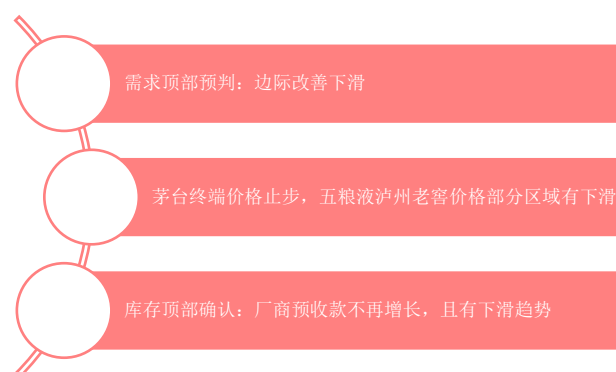 需求顶部预判：边际改善下滑
茅台终端价格止步，五粮液泸州老窖价格部分区域有下滑
库存顶部确认：厂商预收款不再增长，且有下滑趋势